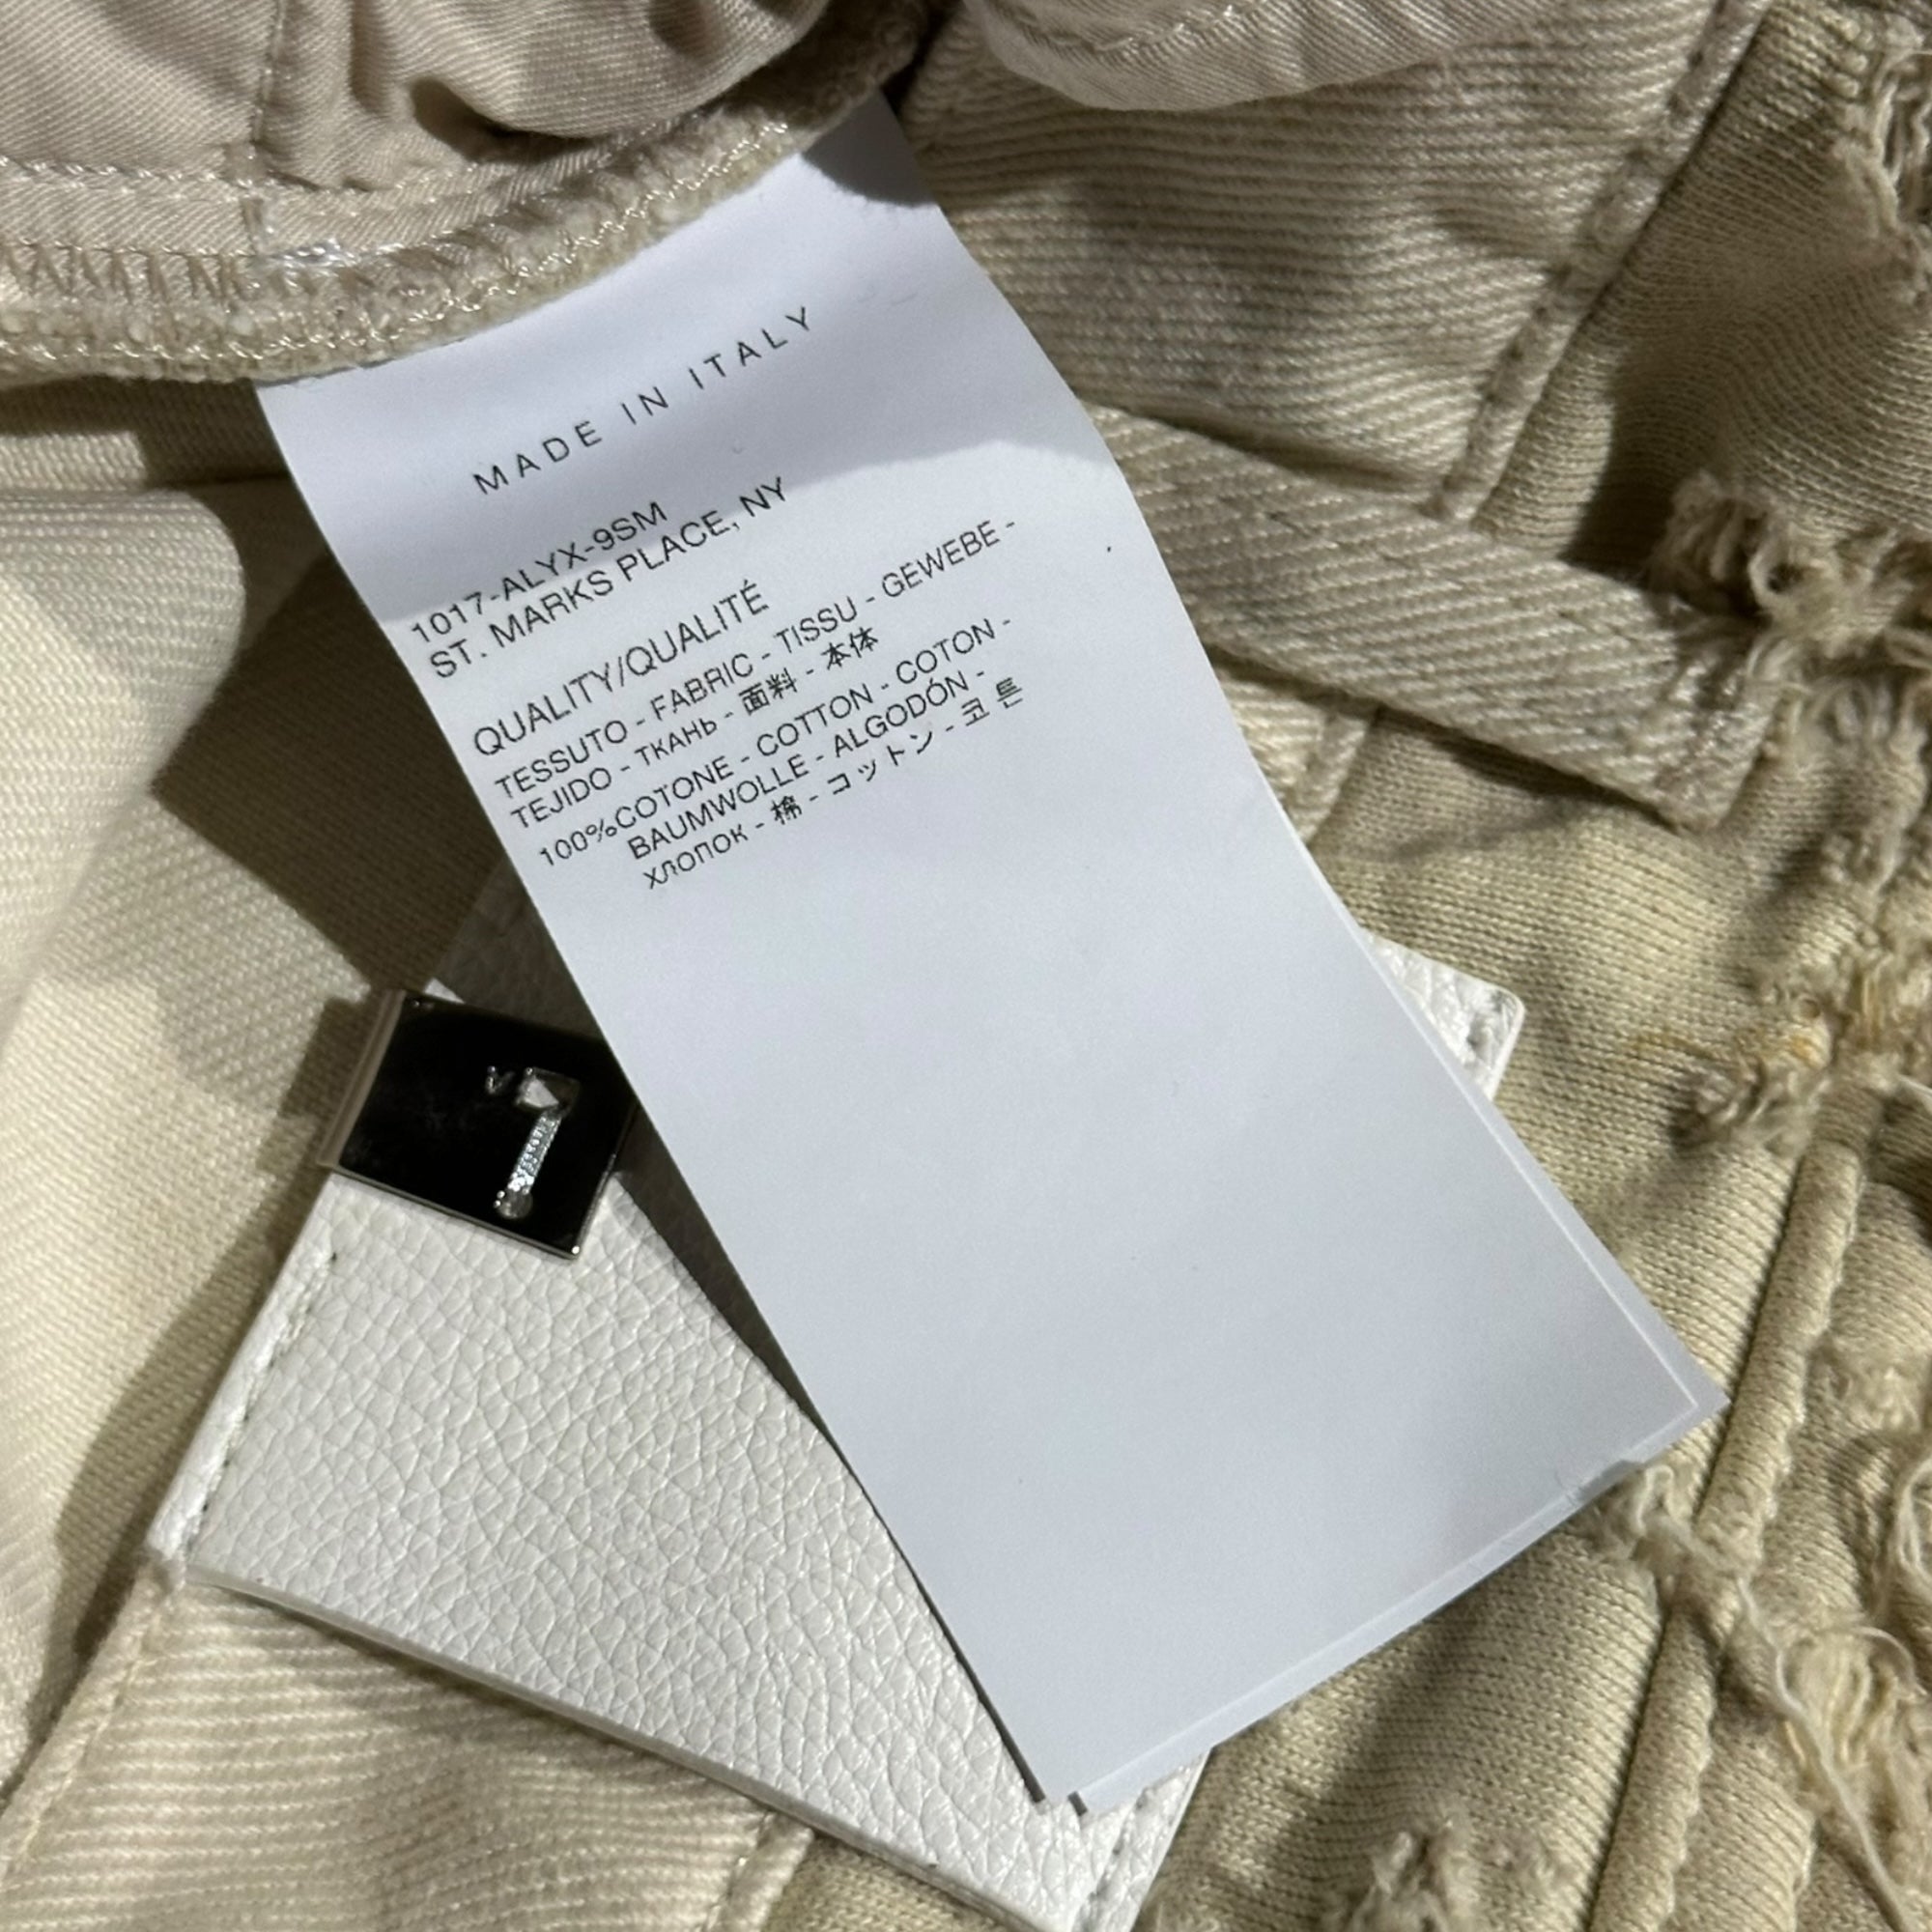 MADE IN ITALY
1017-ALYX-9SM
ST. MARKS PLACE, NY
QUALITY/QUALITÉ
TESSUTO - FABRIC - TISSU - GEWEBE -
TEJIDO - ТКАНЬ - 面料 - 本体
100%COTONE - COTTON - COTON -
BAUMWOLLE - ALGODÓN -
ХЛОПОК - 棉 - コットン - 코 튼